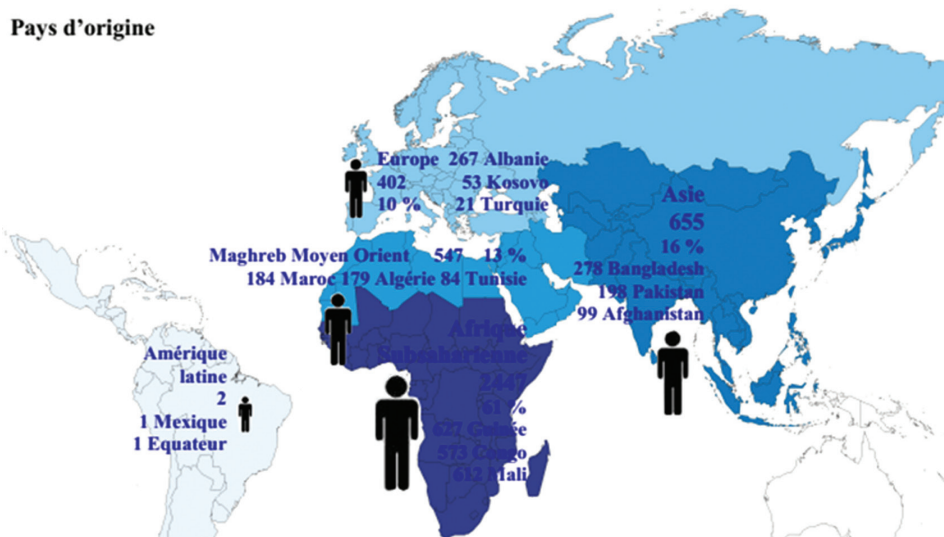 Pays d'origine
Europe 267 Albanie
402 53 Kosovo
10 % 21 Turquie
Asie
655
16 %
278 Bangladesh
198 Pakistan
99 Afghanistan
Maghreb Moyen Orient 547 13 %
184 Maroc 179 Algérie 84 Tunisie
Afrique
Subsaharienne
2447
61 %
627 Guinée
573 Congo
612 Mali
Amérique
latine
2
1 Mexique
1 Equateur